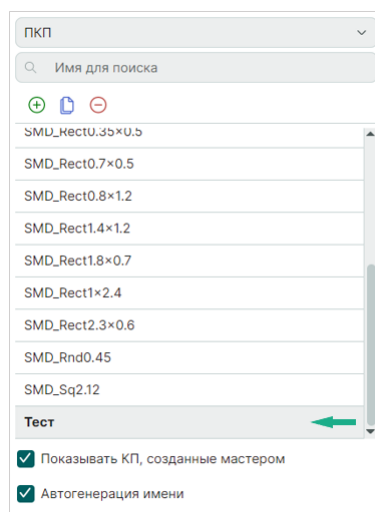 ПКП
Имя для поиска
SMD_Rect0.35×0.5
SMD_Rect0.7×0.5
SMD_Rect0.8×1.2
SMD_Rect1.4×1.2
SMD_Rect1.8×0.7
SMD_Rect1×2.4
SMD_Rect2.3×0.6
SMD_Rnd0.45
SMD_Sq2.12
Тест
Показывать КП, созданные мастером
Автогенерация имени